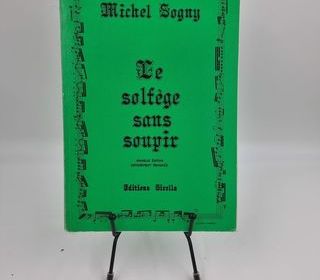 Michel Sogny
Le
solfège
sans
soupir
Éditions